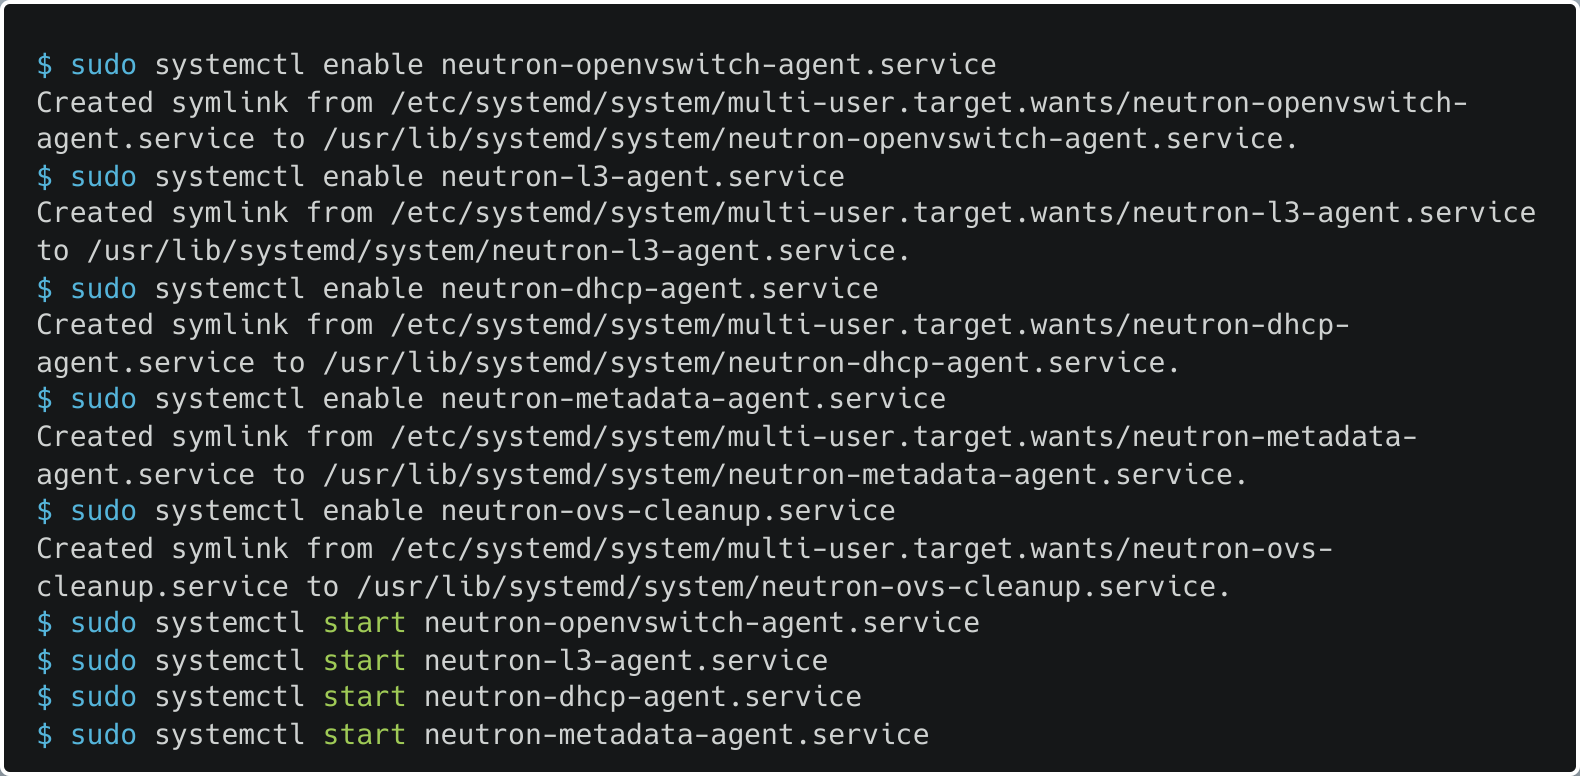 $ sudo systemctl enable neutron-openvswitch-agent.service
Created symlink from /etc/systemd/system/multi-user.target.wants/neutron-openvswitch-
agent.service to /usr/lib/systemd/system/neutron-openvswitch-agent.service.
$ sudo systemctl enable neutron-l3-agent.service
Created symlink from /etc/systemd/system/multi-user.target.wants/neutron-l3-agent.service
to /usr/lib/systemd/system/neutron-l3-agent.service.
$ sudo systemctl enable neutron-dhcp-agent.service
Created symlink from /etc/systemd/system/multi-user.target.wants/neutron-dhcp-
agent.service to /usr/lib/systemd/system/neutron-dhcp-agent.service.
$ sudo systemctl enable neutron-metadata-agent.service
Created symlink from /etc/systemd/system/multi-user.target.wants/neutron-metadata-
agent.service to /usr/lib/systemd/system/neutron-metadata-agent.service.
$ sudo systemctl enable neutron-ovs-cleanup.service
Created symlink from /etc/systemd/system/multi-user.target.wants/neutron-ovs-
cleanup.service to /usr/lib/systemd/system/neutron-ovs-cleanup.service.
$ sudo systemctl start neutron-openvswitch-agent.service
$ sudo systemctl start neutron-l3-agent.service
$ sudo systemctl start neutron-dhcp-agent.service
$ sudo systemctl start neutron-metadata-agent.service